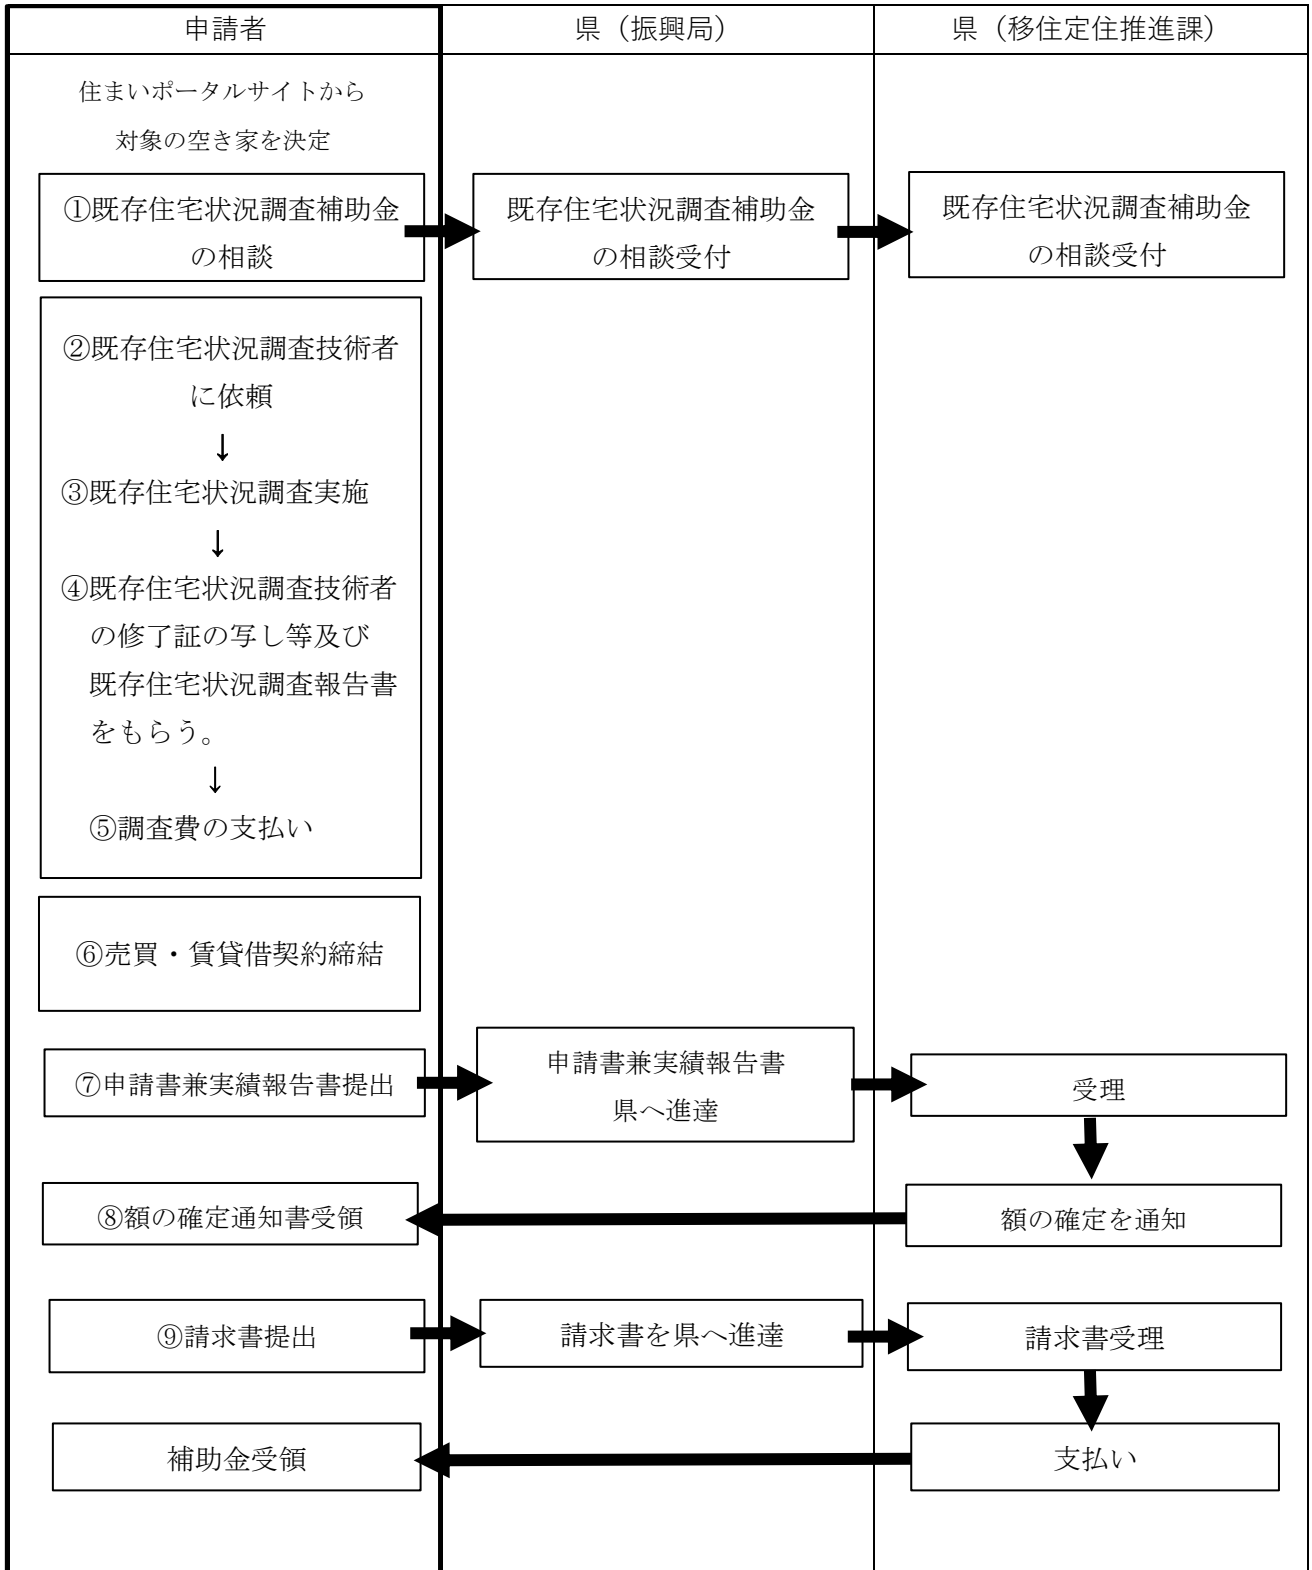 申請者
県（振興局）
県（移住定住推進課）
住まいポータルサイトから
対象の空き家を決定
①既存住宅状況調査補助金
の相談
既存住宅状況調査補助金
の相談受付
既存住宅状況調査補助金
の相談受付
②既存住宅状況調査技術者
に依頼
↓
③既存住宅状況調査実施
↓
④既存住宅状況調査技術者
の修了証の写し等及び
既存住宅状況調査報告書
をもらう。
↓
⑤調査費の支払い
⑥売買・賃貸借契約締結
⑦申請書兼実績報告書提出
申請書兼実績報告書
県へ進達
受理
⑧額の確定通知書受領
額の確定を通知
⑨請求書提出
請求書を県へ進達
請求書受理
補助金受領
支払い